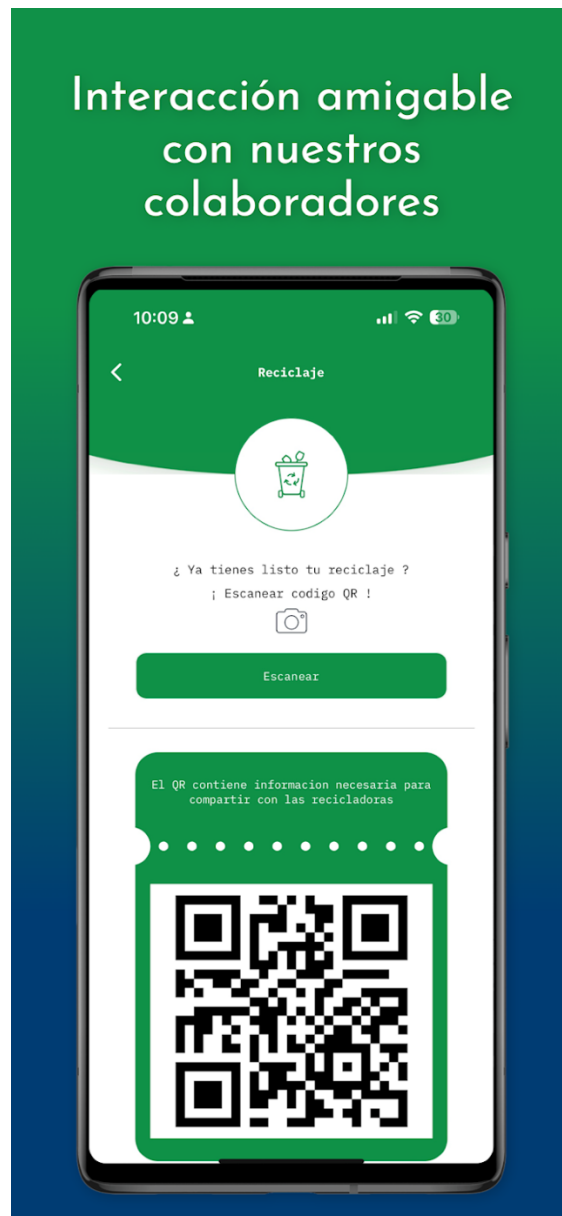 Interacción amigable
con nuestros
colaboradores
10:09
30
Reciclaje
¿ Ya tienes listo tu reciclaje ?
¡ Escanear codigo QR !
Escanear
El QR contiene informacion necesaria para
compartir con las recicladoras